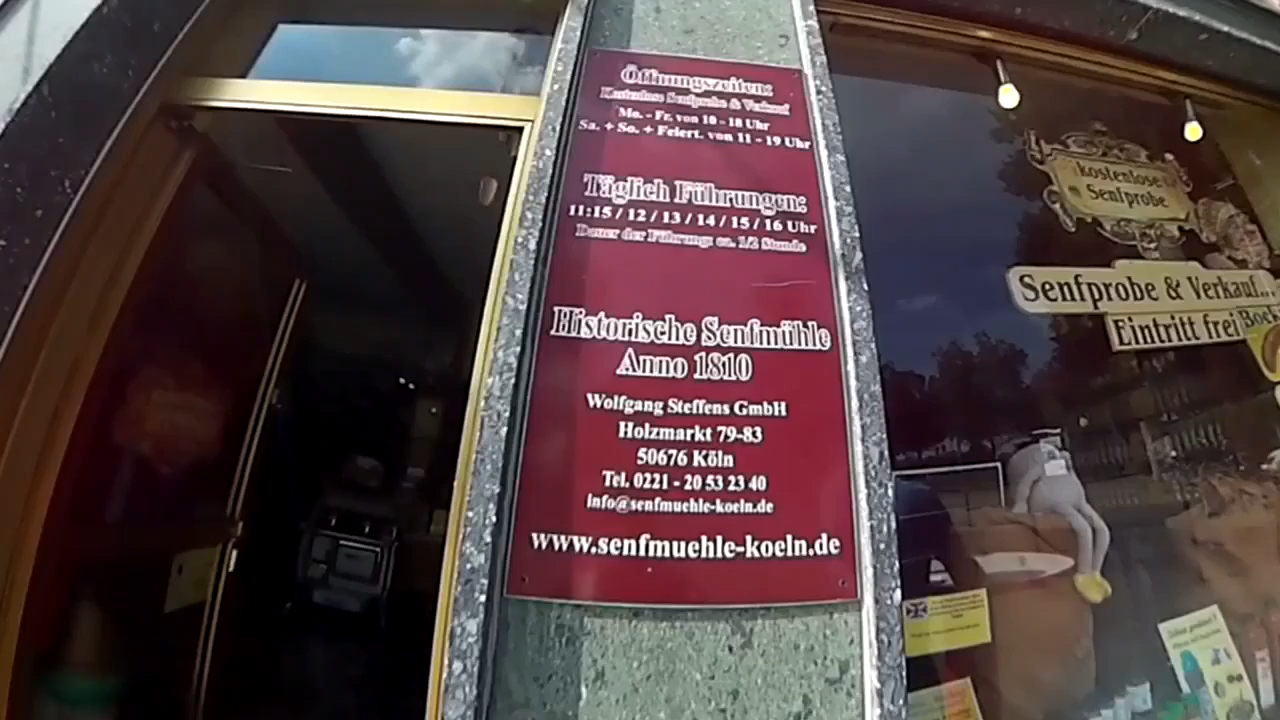 Öffnungszeiten:
Kostenlose Senfprobe & Verkauf
Mo. - Fr. von 10 - 18 Uhr
Sa. + So. + Feiert. von 11 - 19 Uhr
Täglich Führungen:
11:15 / 12 / 13 / 14 / 15 / 16 Uhr
Dauer der Führung: ca. 1/2 Stunde
Historische Senfmühle
Anno 1810
Wolfgang Steffens GmbH
Holzmarkt 79-83
50676 Köln
Tel. 0221 - 20 53 23 40
info@senfmuehle-koeln.de
www.senfmuehle-koeln.de
kostenlose
Senfprobe
Senfprobe & Verkauf...
Eintritt frei